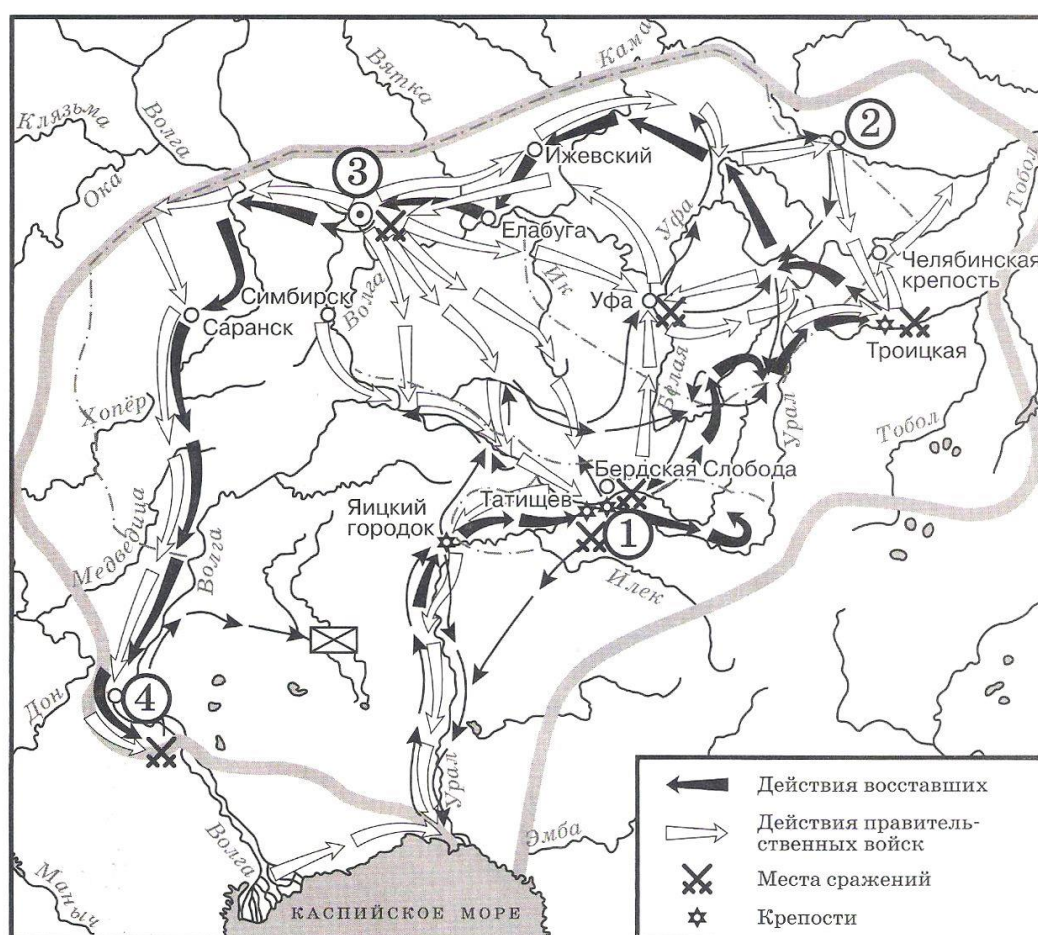 Кама
Вятка
Клязьма
Волга
2
Тобол
3
Ижевский
Ока
Елабуга
Уфа
Челябинская
крепость
Симбирск
Волга
Ик
Саранск
Уфа
Троицкая
Белая
Хопёр
Урал
Тобол
Бердская Слобода
Яицкий
городок
Татищев
1
Медведица
Волга
Илек
Дон
4
Урал
Волга
Эмба
Маныч
КАСПИЙСКОЕ МОРЕ
Действия восставших
Действия правитель-
ственных войск
Места сражений
Крепости